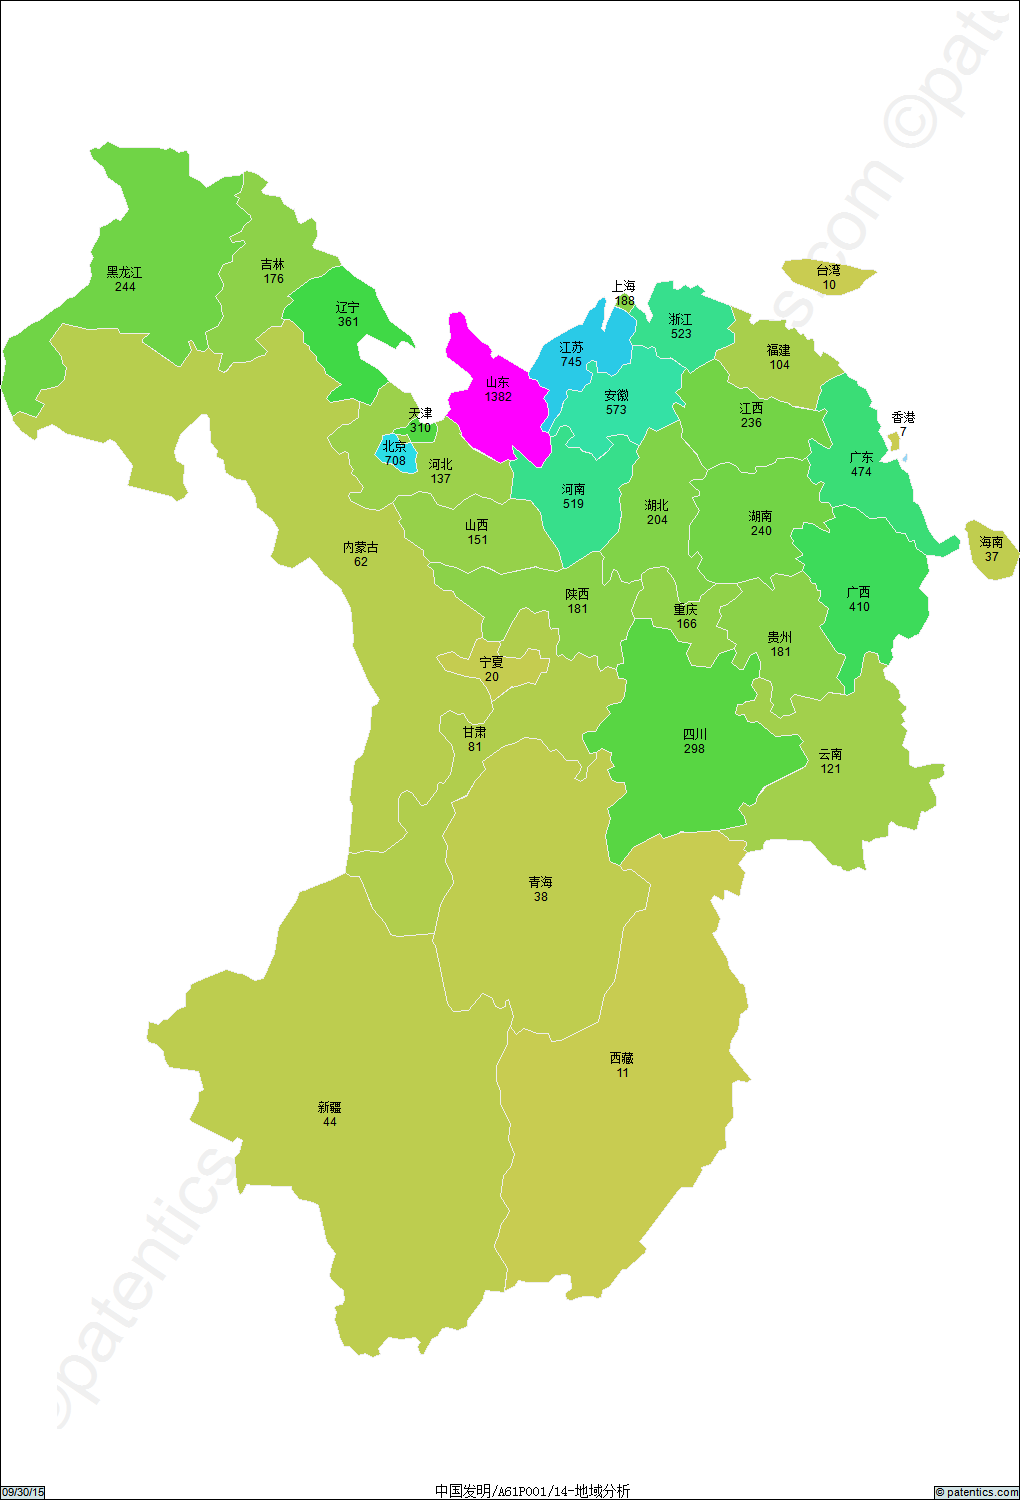 ©patentics.com ©patentics.com
黑龙江
244
吉林
176
辽宁
361
台湾
10
上海
188
浙江
523
江苏
745
福建
104
山东
1382
安徽
573
江西
236
天津
310
香港
7
北京
708
河北
137
广东
474
河南
519
湖北
204
湖南
240
山西
151
海南
37
内蒙古
62
陕西
181
重庆
166
广西
410
贵州
181
宁夏
20
甘肃
81
四川
298
云南
121
青海
38
西藏
11
新疆
44
09/30/15
中国发明/A61P001/14-地域分析
© patentics.com